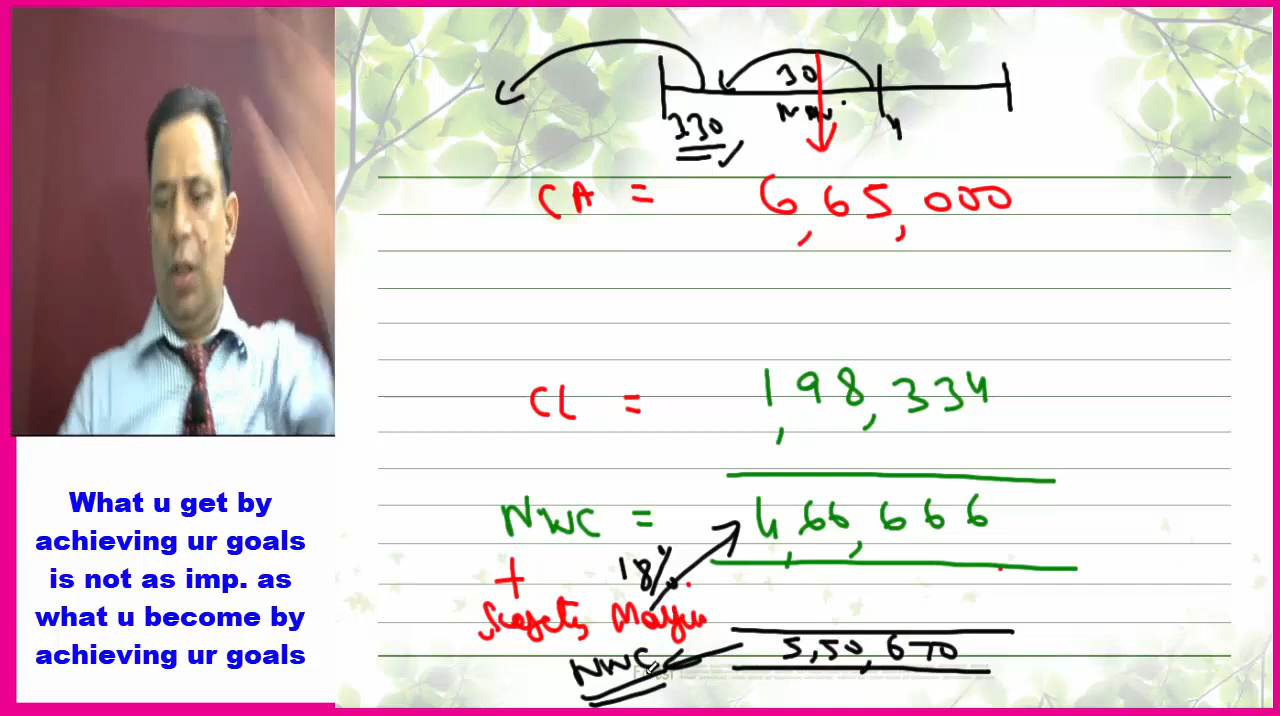 30
330
CA = 6,65,000
CL = 1,98,334
NWC = 4,66,666
+ 18%
Safety Margin
5,50,670
NWC
What u get by
achieving ur goals
is not as imp. as
what u become by
achieving ur goals